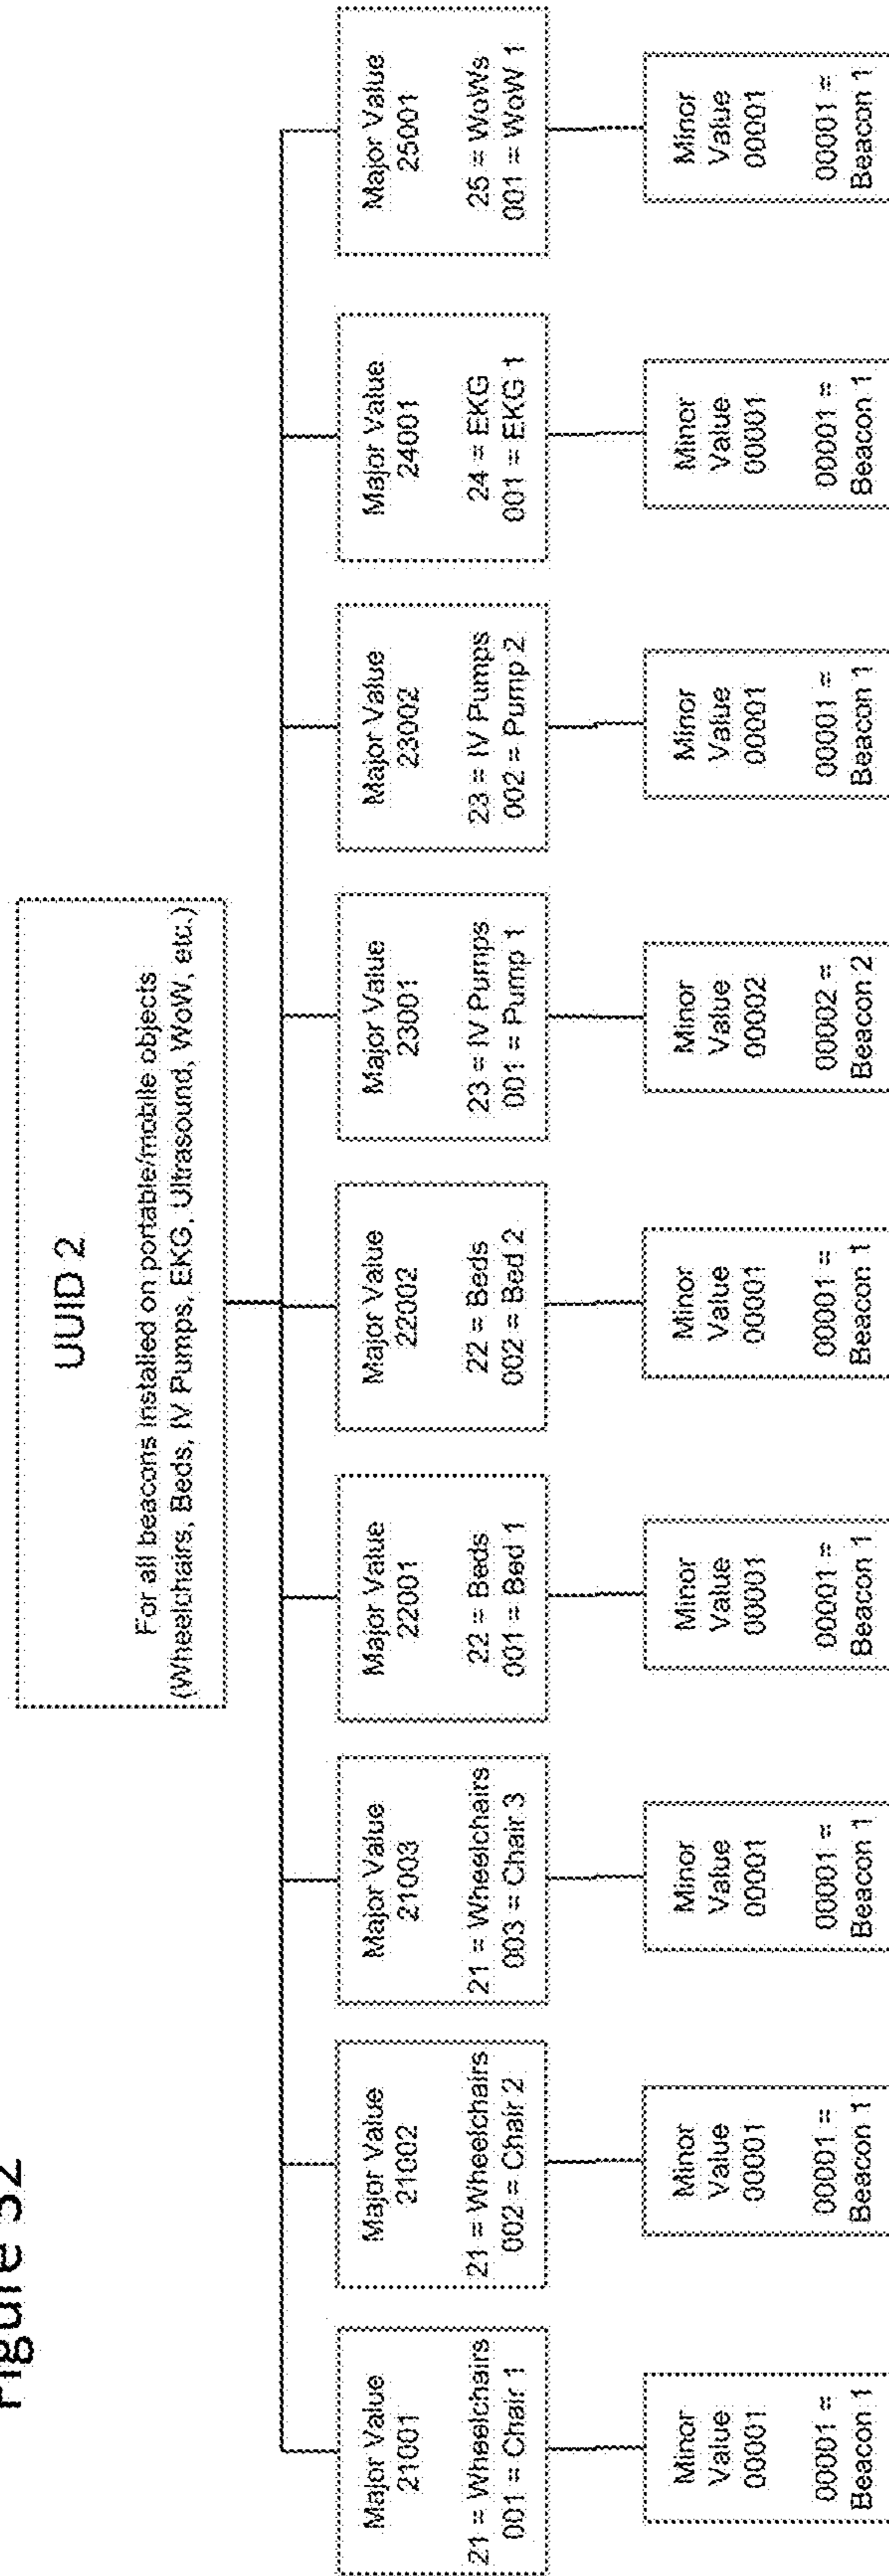 Figure 32
UUID 2
For all beacons installed on portable/mobile objects
(Wheelchairs, Beds, IV Pumps, EKG, Ultrasound, WoW, etc.)
Major Value
21001
21 = Wheelchairs
001 = Chair 1
Major Value
21002
21 = Wheelchairs
002 = Chair 2
Major Value
21003
21 = Wheelchairs
003 = Chair 3
Major Value
22001
22 = Beds
001 = Bed 1
Major Value
22002
22 = Beds
002 = Bed 2
Major Value
23001
23 = IV Pumps
001 = Pump 1
Major Value
23002
23 = IV Pumps
002 = Pump 2
Major Value
24001
24 = EKG
001 = EKG 1
Major Value
25001
25 = WoWs
001 = WoW 1
Minor
Value
00001
00001 =
Beacon 1
Minor
Value
00001
00001 =
Beacon 1
Minor
Value
00001
00001 =
Beacon 1
Minor
Value
00001
00001 =
Beacon 1
Minor
Value
00001
00001 =
Beacon 1
Minor
Value
00002
00002 =
Beacon 2
Minor
Value
00001
00001 =
Beacon 1
Minor
Value
00001
00001 =
Beacon 1
Minor
Value
00001
00001 =
Beacon 1